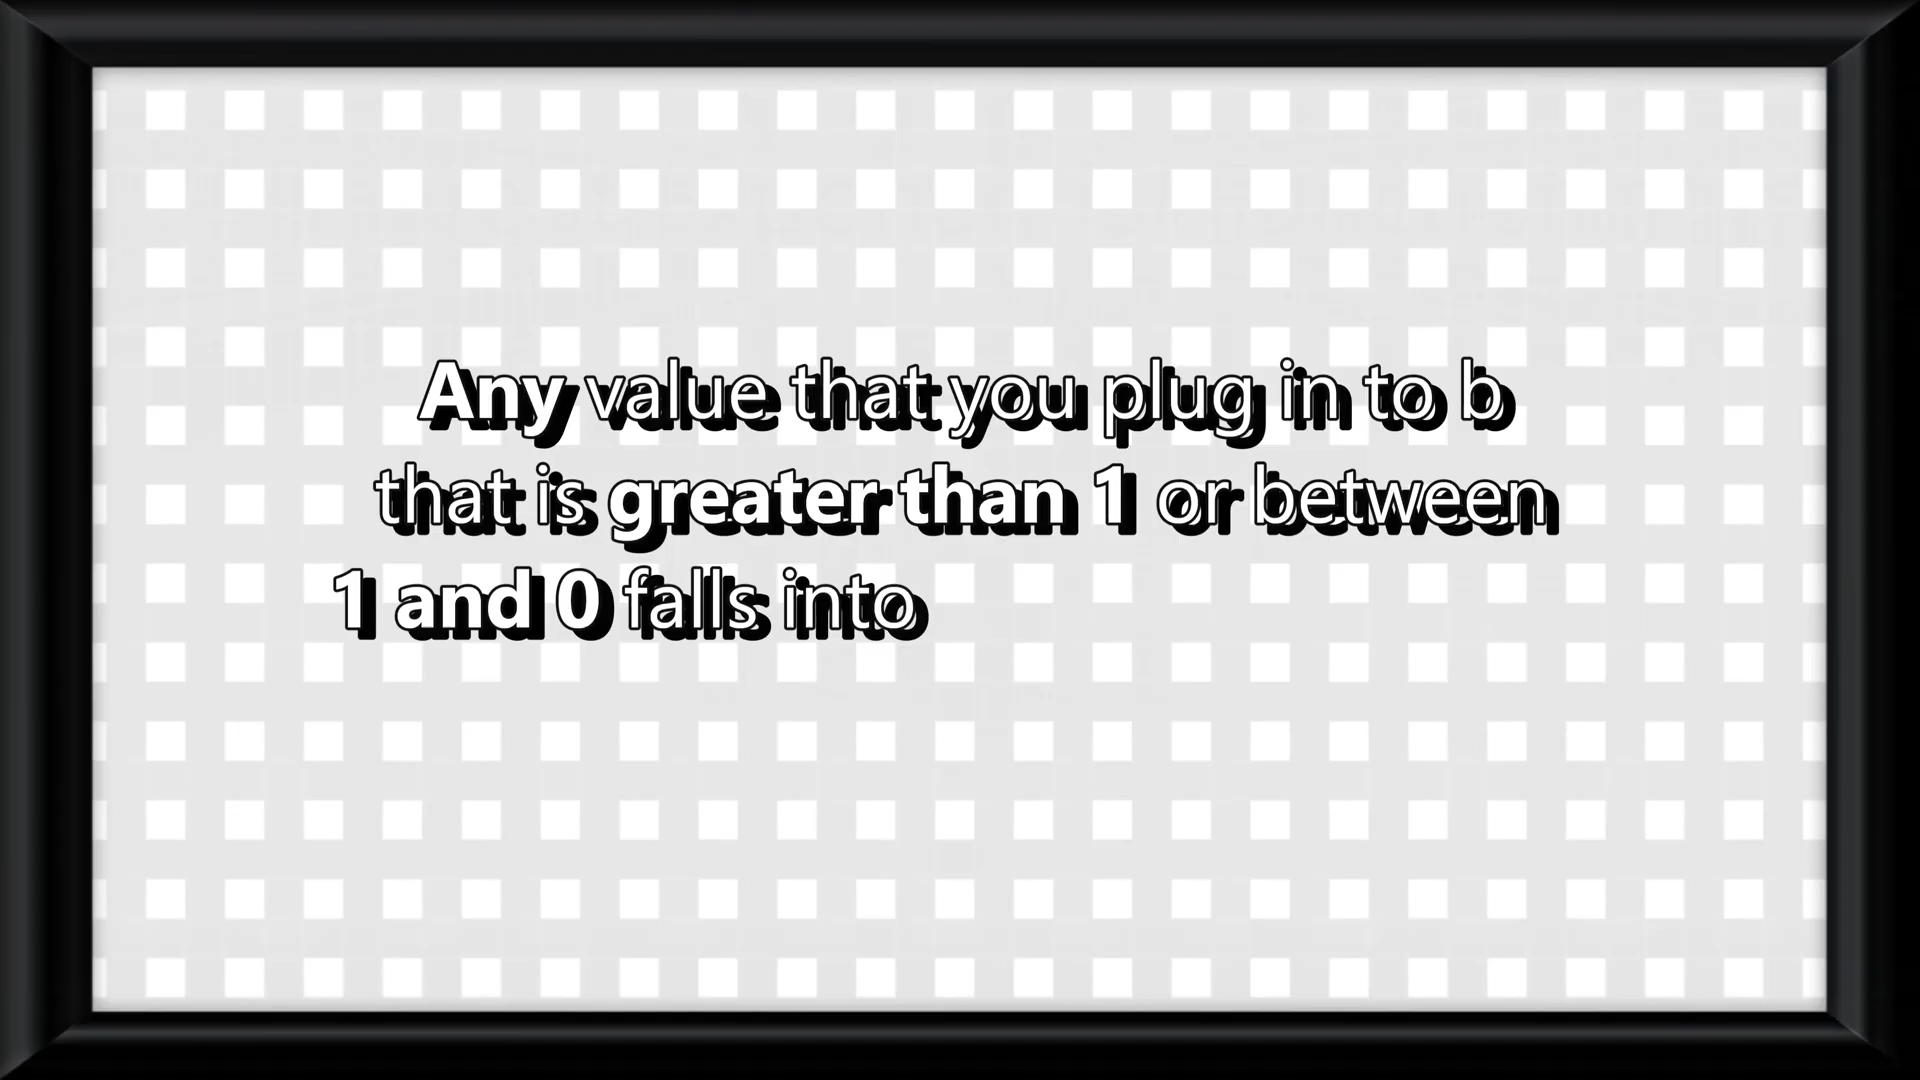 Any value that you plug in to b
that is greater than 1 or between
1 and 0 falls into